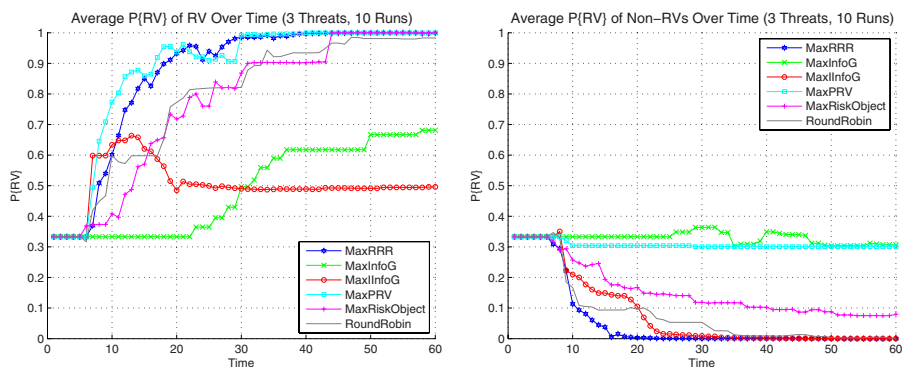 Average P{RV} of RV Over Time (3 Threats, 10 Runs)
P{RV}
1
0.9
0.8
0.7
0.6
0.5
0.4
0.3
0.2
0.1
0
MaxRRR
MaxInfoG
MaxIInfoG
MaxPRV
MaxRiskObject
RoundRobin
0 10 20 30 40 50 60
Time
Average P{RV} of Non−RVs Over Time (3 Threats, 10 Runs)
P{RV}
1
0.9
0.8
0.7
0.6
0.5
0.4
0.3
0.2
0.1
0
MaxRRR
MaxInfoG
MaxIInfoG
MaxPRV
MaxRiskObject
RoundRobin
0 10 20 30 40 50 60
Time